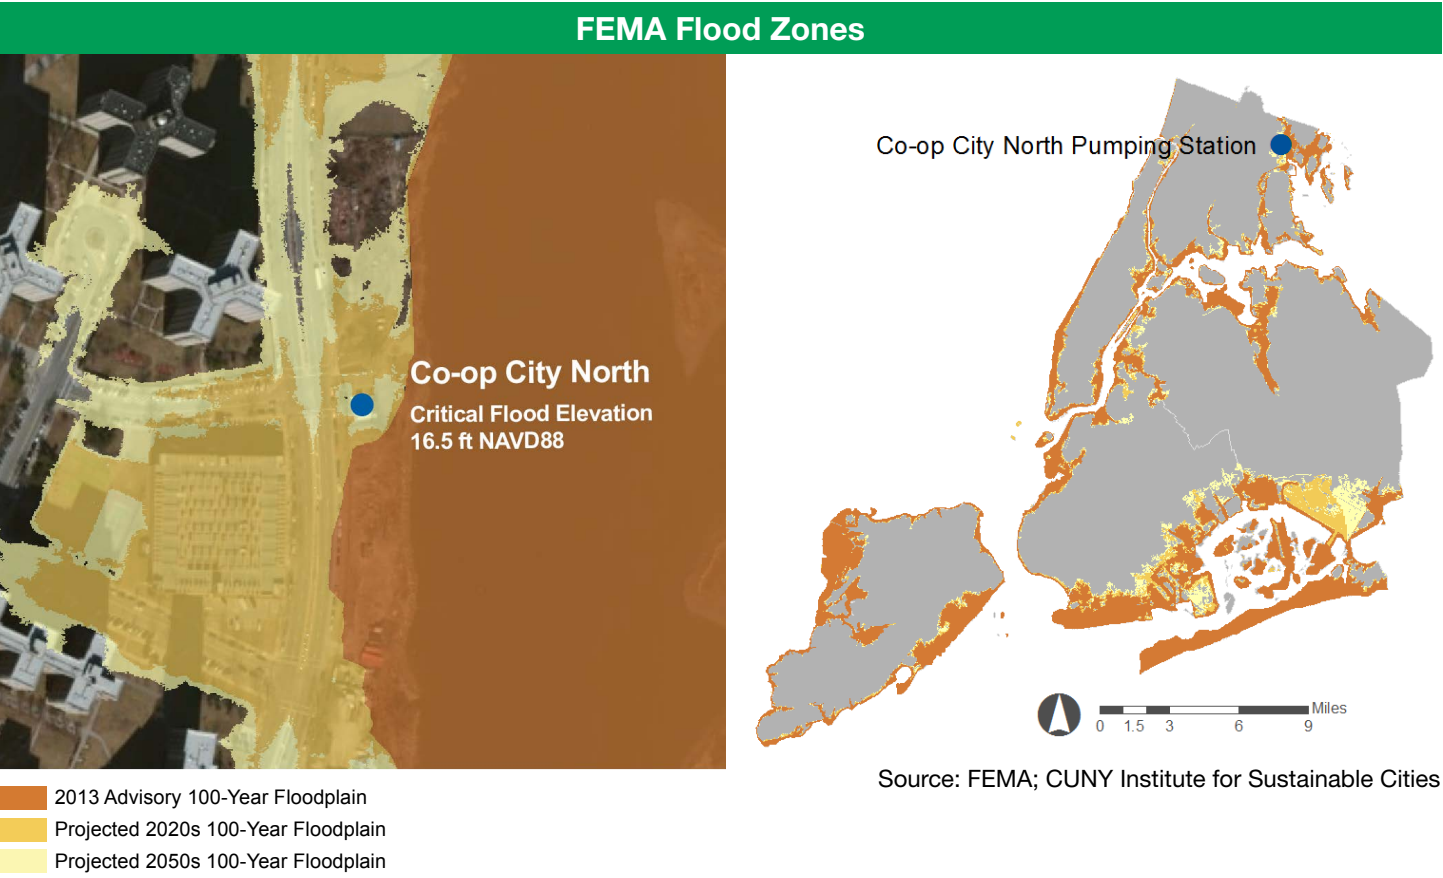 FEMA Flood Zones
Co-op City North
Critical Flood Elevation
16.5 ft NAVD88
Co-op City North Pumping Station
Miles
0 1.5 3 6 9
Source: FEMA; CUNY Institute for Sustainable Cities
2013 Advisory 100-Year Floodplain
Projected 2020s 100-Year Floodplain
Projected 2050s 100-Year Floodplain